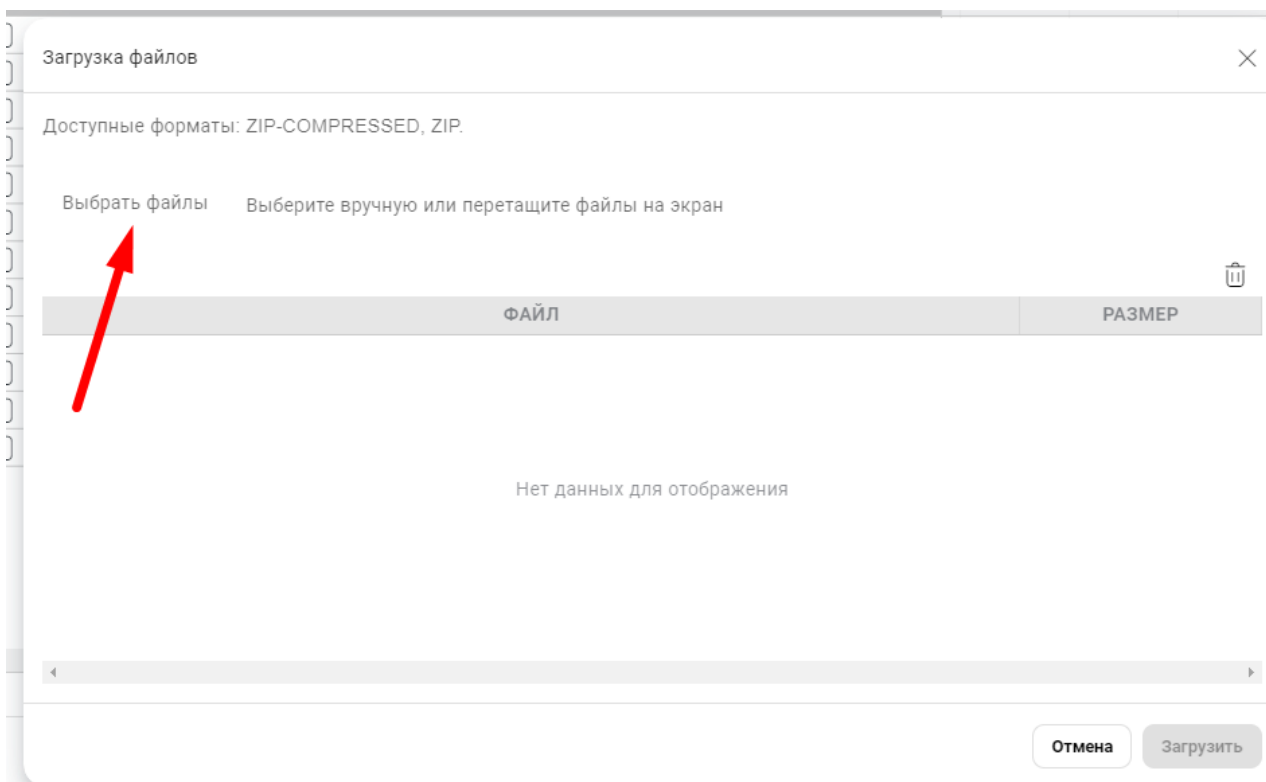 Загрузка файлов
Доступные форматы: ZIP-COMPRESSED, ZIP.
Выбрать файлы Выберите вручную или перетащите файлы на экран
ФАЙЛ РАЗМЕР
Нет данных для отображения
Отмена Загрузить